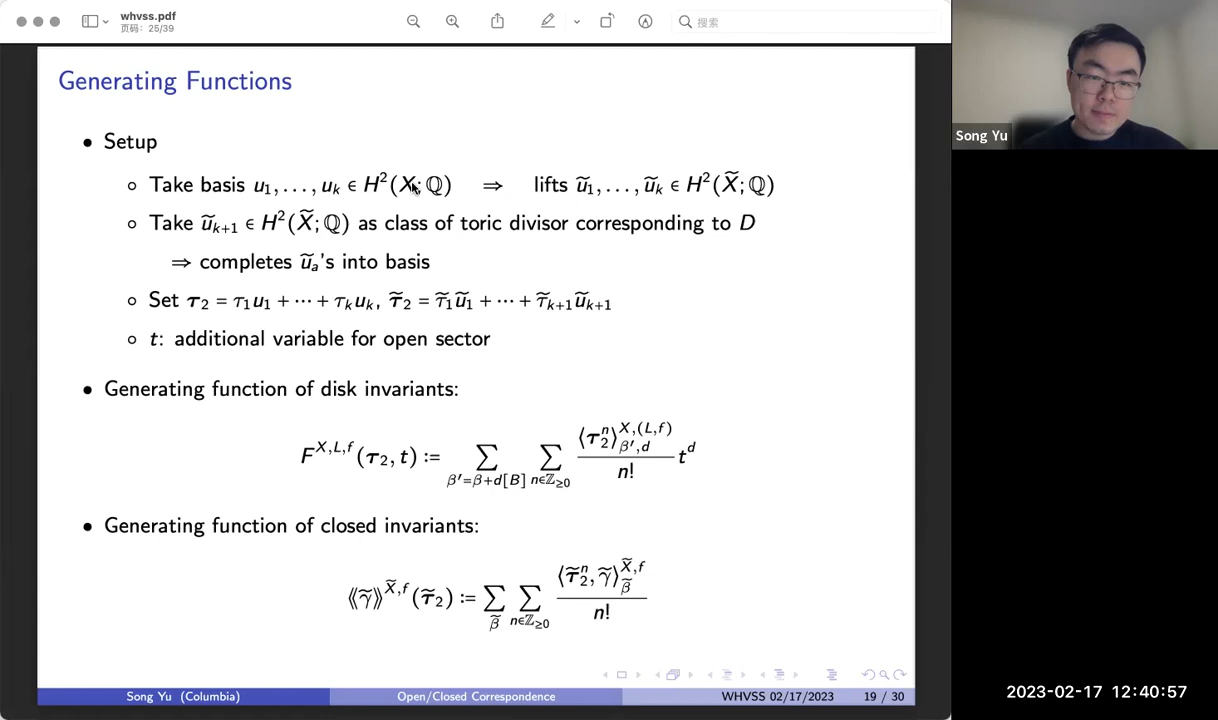 whvss.pdf
页码：25/39
搜索
Generating Functions
• Setup
∘ Take basis u₁, . . . , uₖ ∈ H²(X; ℚ) ⇒ lifts ũ₁, . . . , ũₖ ∈ H²(X̃; ℚ)
∘ Take ũₖ₊₁ ∈ H²(X̃; ℚ) as class of toric divisor corresponding to D
⇒ completes ũₐ's into basis
∘ Set τ₂ = τ₁u₁ + ⋯ + τₖuₖ, τ̃₂ = τ̃₁ũ₁ + ⋯ + τ̃ₖ₊₁ũₖ₊₁
∘ t: additional variable for open sector
• Generating function of disk invariants:
F^{X,L,f}(τ₂, t) := ∑_{β′=β+d[B]} ∑_{n∈ℤ≥0} ⟨τ₂ⁿ⟩^{X,(L,f)}_{β′,d} / n! t^d
• Generating function of closed invariants:
⟪γ̃⟫^{X̃,f}(τ̃₂) := ∑_{β̃} ∑_{n∈ℤ≥0} ⟨τ̃₂ⁿ, γ̃⟩^{X̃,f}_{β̃} / n!
Song Yu (Columbia) Open/Closed Correspondence WHVSS 02/17/2023 19 / 30
Song Yu
2023-02-17 12:40:57